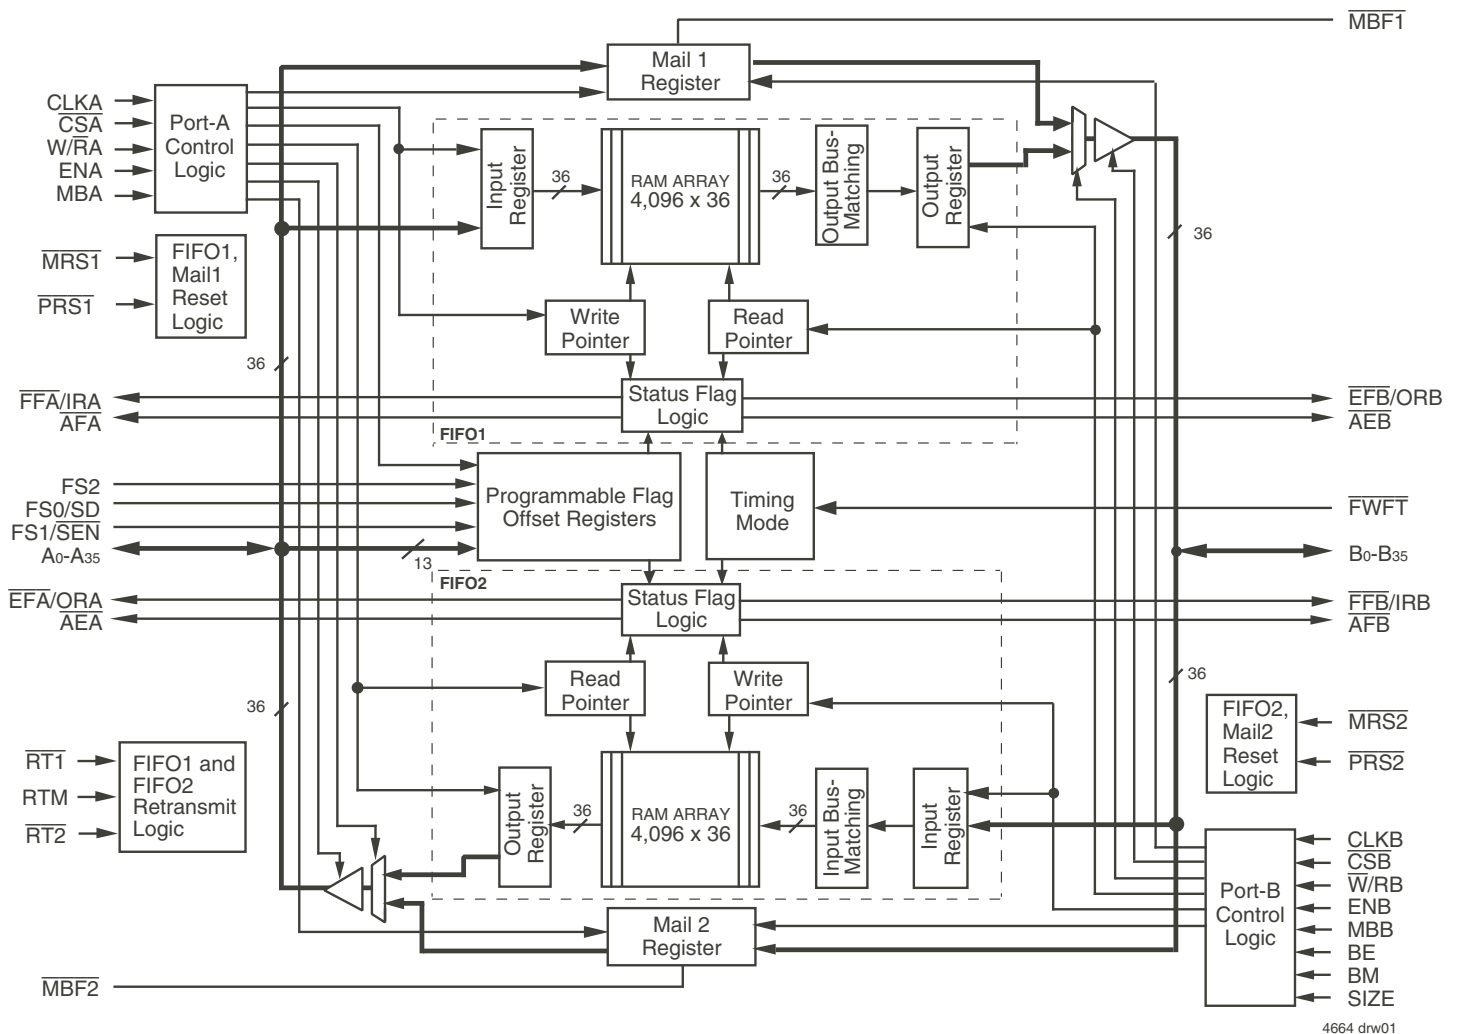 MBF1
Mail 1
Register
CLKA
CSA
W/RA
ENA
MBA
Port-A
Control
Logic
Input
Register
36
RAM ARRAY
4,096 x 36
36
Output Bus-
Matching
Output
Register
36
MRS1
PRS1
FIFO1,
Mail1
Reset
Logic
Write
Pointer
Read
Pointer
36
FFA/IRA
AFA
Status Flag
Logic
EFB/ORB
AEB
FIFO1
FS2
FS0/SD
FS1/SEN
A0-A35
Programmable Flag
Offset Registers
Timing
Mode
FWFT
13
B0-B35
FIFO2
EFA/ORA
AEA
Status Flag
Logic
FFB/IRB
AFB
Read
Pointer
Write
Pointer
36
36
FIFO2,
Mail2
Reset
Logic
MRS2
PRS2
RT1
RTM
RT2
FIFO1 and
FIFO2
Retransmit
Logic
Output
Register
36
RAM ARRAY
4,096 x 36
36
Input Bus-
Matching
Input
Register
Port-B
Control
Logic
CLKB
CSB
W/RB
ENB
MBB
BE
BM
SIZE
Mail 2
Register
MBF2
4664 drw01